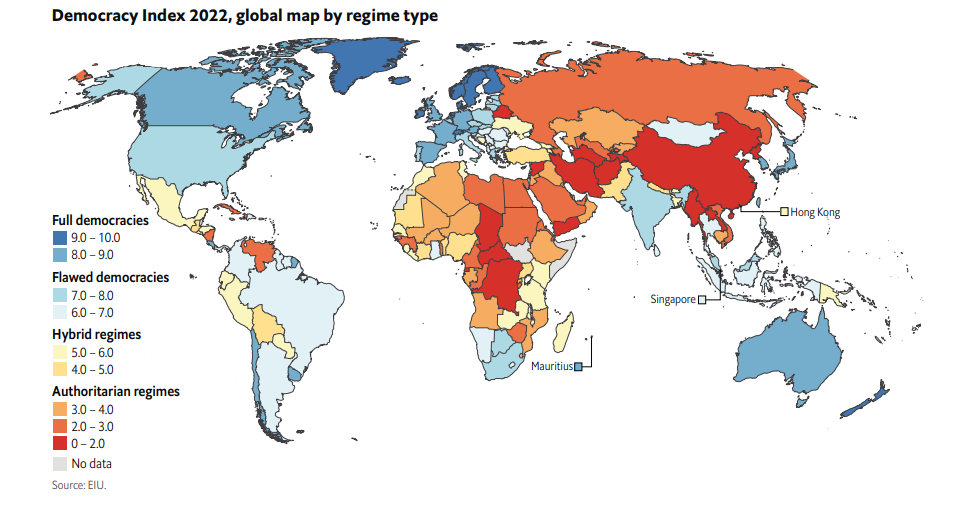 Democracy Index 2022, global map by regime type
Full democracies
9.0 – 10.0
8.0 – 9.0
Flawed democracies
7.0 – 8.0
6.0 – 7.0
Hybrid regimes
5.0 – 6.0
4.0 – 5.0
Authoritarian regimes
3.0 – 4.0
2.0 – 3.0
0 – 2.0
No data
Source: EIU.
Hong Kong
Singapore
Mauritius